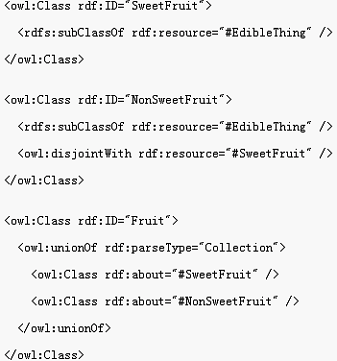 <owl:Class rdf:ID="SweetFruit">
<rdfs:subClassOf rdf:resource="#EdibleThing" />
</owl:Class>
<owl:Class rdf:ID="NonSweetFruit">
<rdfs:subClassOf rdf:resource="#EdibleThing" />
<owl:disjointWith rdf:resource="#SweetFruit" />
</owl:Class>
<owl:Class rdf:ID="Fruit">
<owl:unionOf rdf:parseType="Collection">
<owl:Class rdf:about="#SweetFruit" />
<owl:Class rdf:about="#NonSweetFruit" />
</owl:unionOf>
</owl:Class>